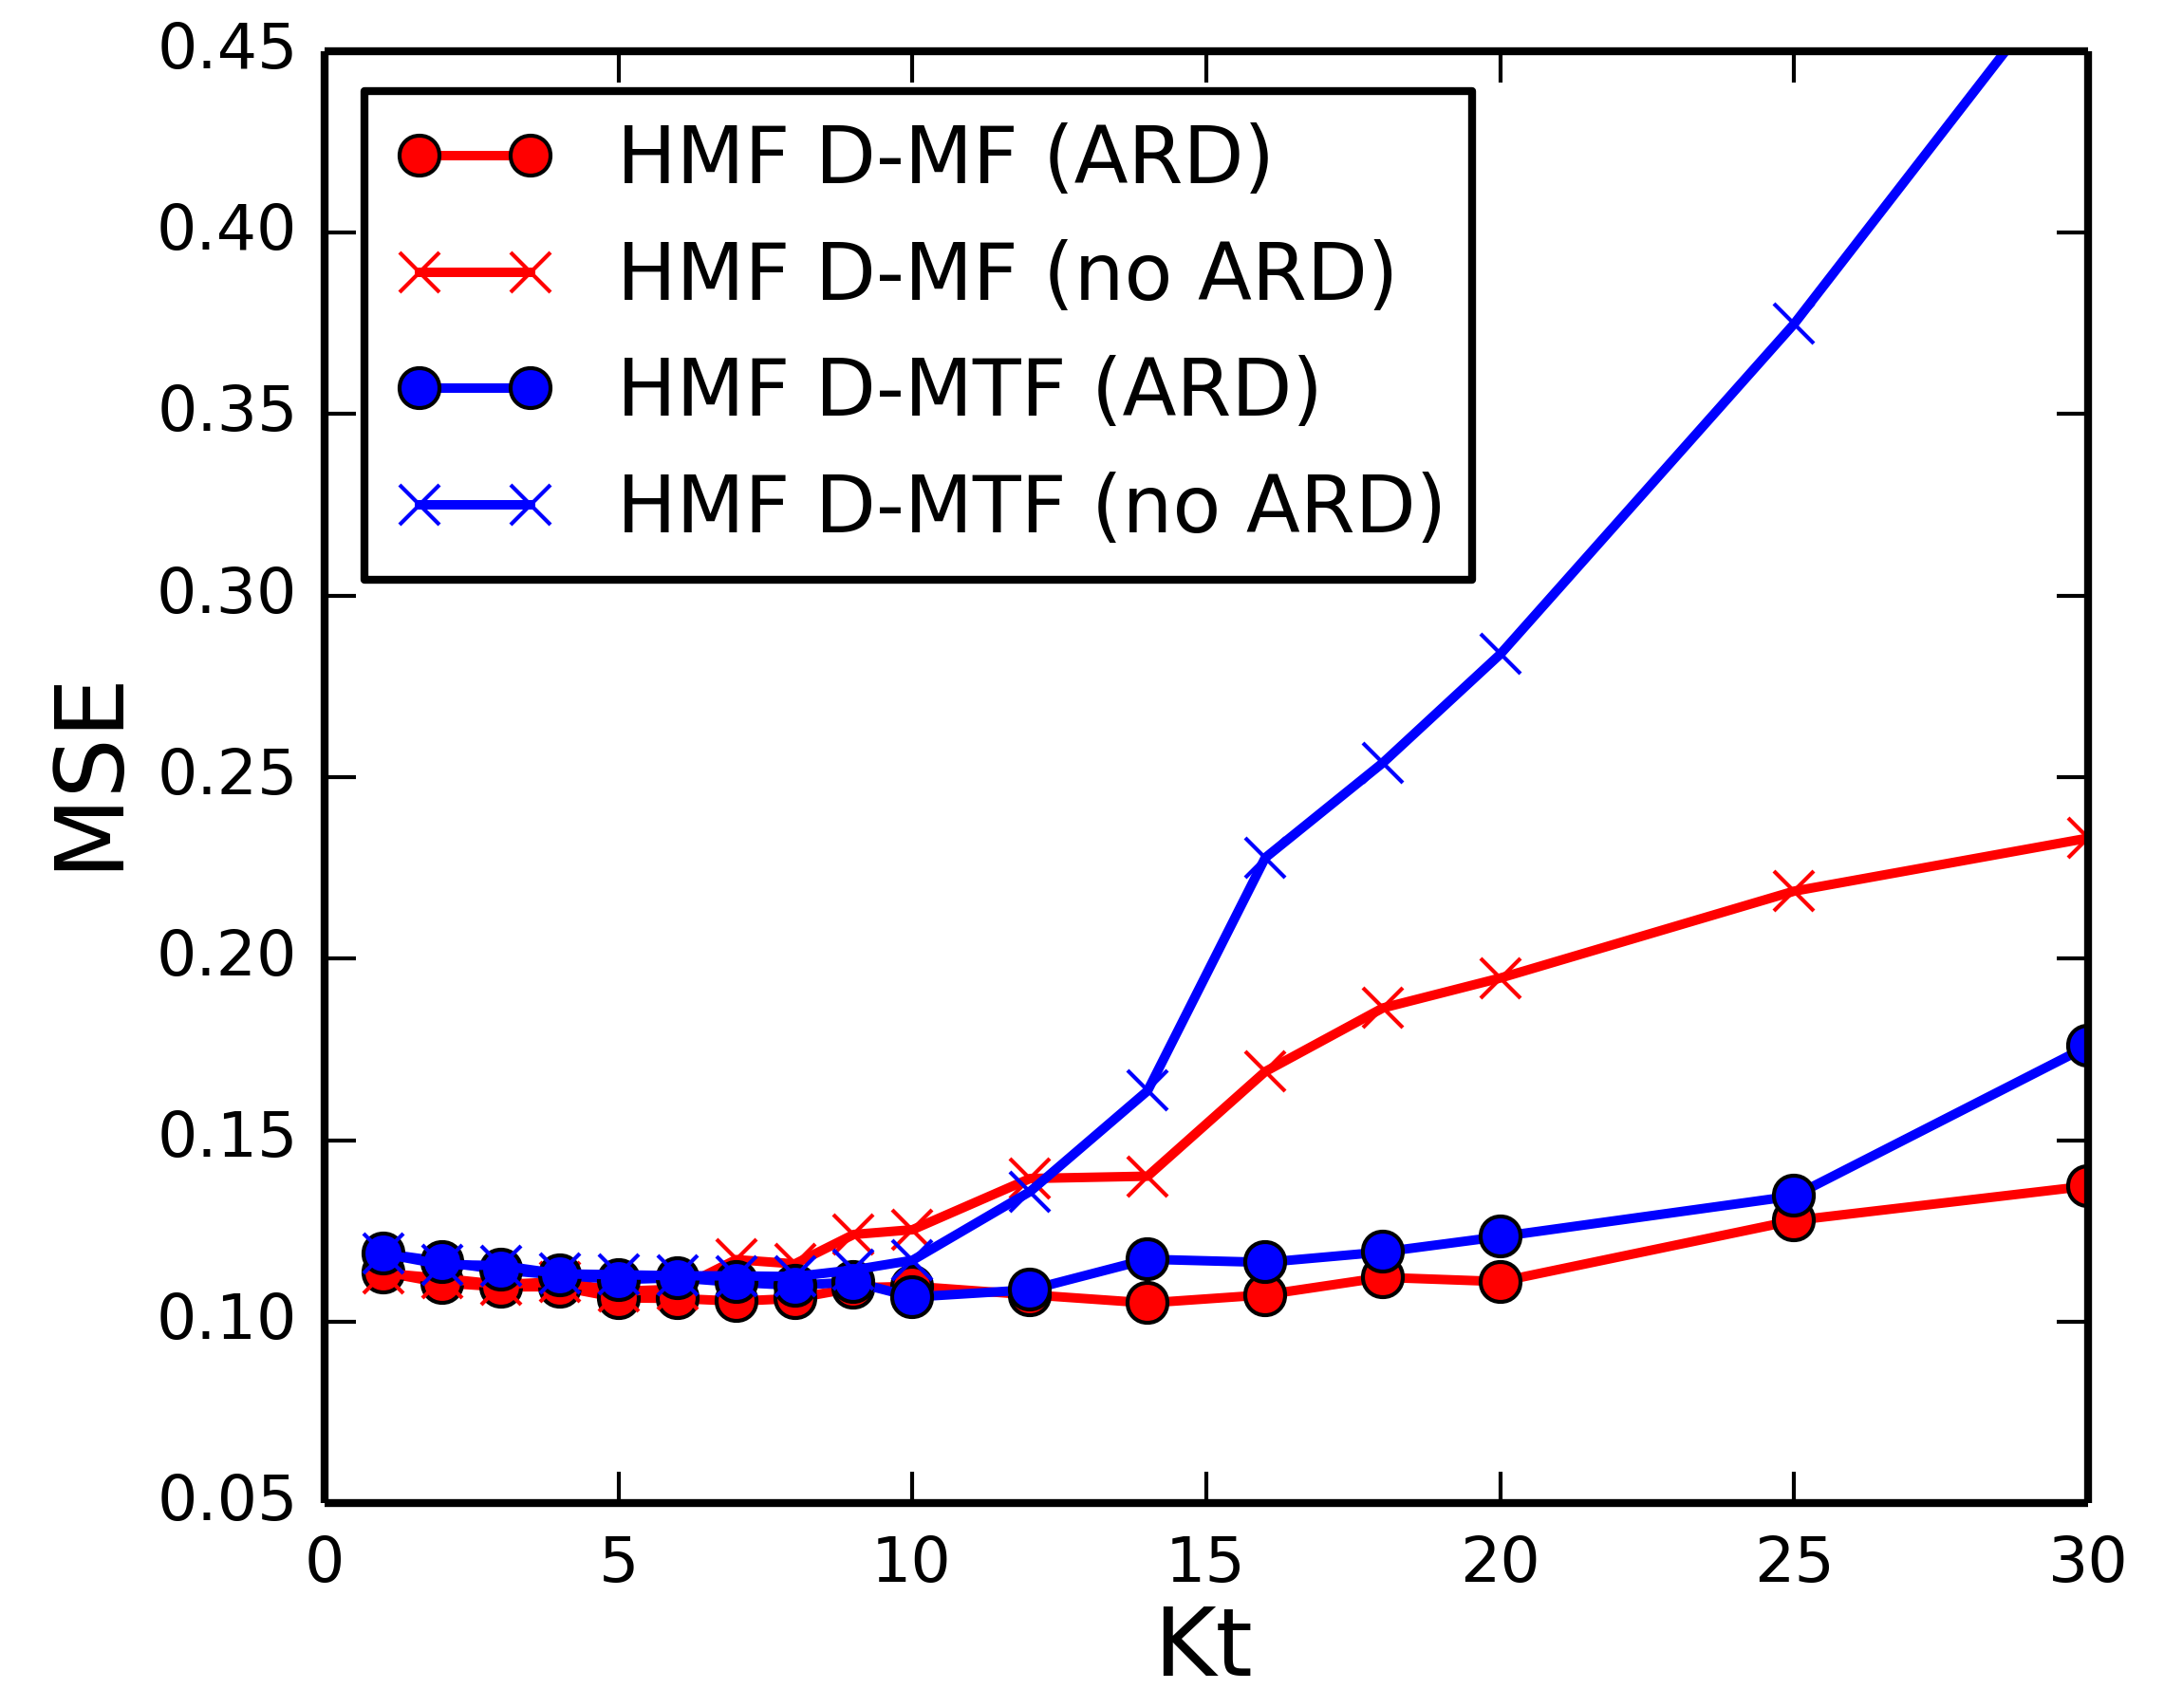 0.45
0.40
0.35
0.30
0.25
0.20
0.15
0.10
0.05
MSE
HMF D-MF (ARD)
HMF D-MF (no ARD)
HMF D-MTF (ARD)
HMF D-MTF (no ARD)
0 5 10 15 20 25 30
Kt